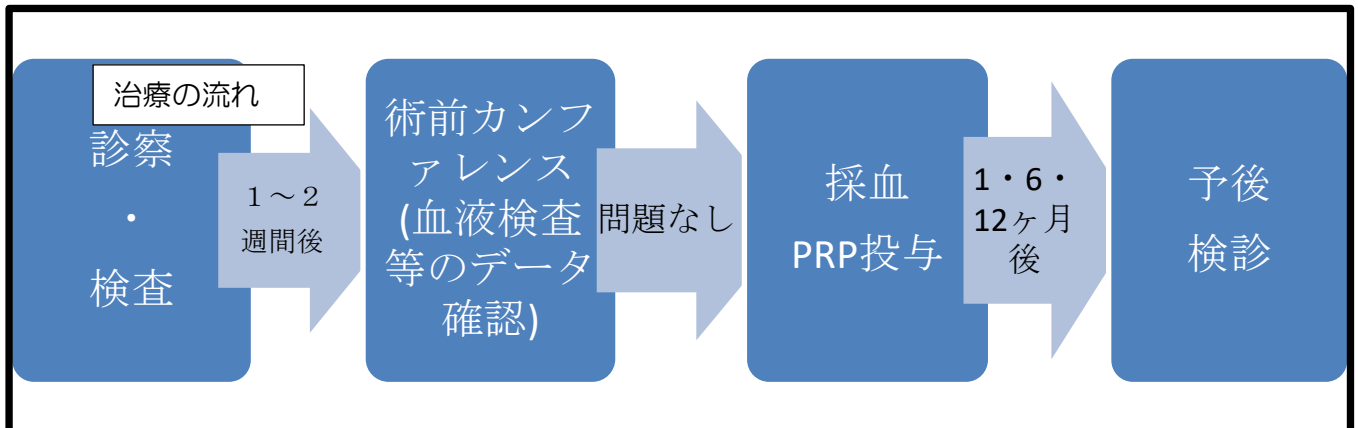 治療の流れ
診察
・
検査
１～２
週間後
術前カンフ
ァレンス
(血液検査
等のデータ
確認)
問題なし
採血
PRP投与
1・6・
12ヶ月
後
予後
検診